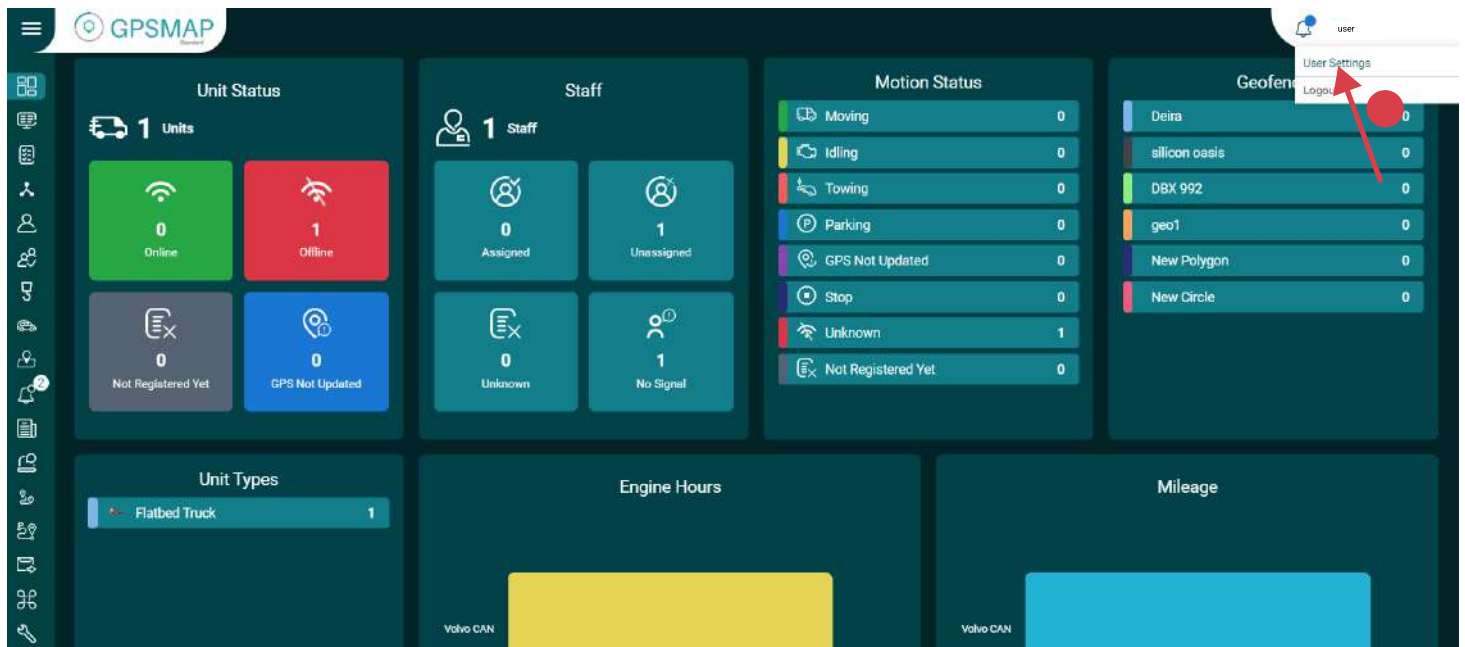 GPSMAP
Standard
user
User Settings
Logout
Unit Status
1 Units
0
Online
1
Offline
0
Not Registered Yet
0
GPS Not Updated
Staff
1 Staff
0
Assigned
1
Unassigned
0
Unknown
1
No Signal
Motion Status
Moving 0
Idling 0
Towing 0
Parking 0
GPS Not Updated 0
Stop 0
Unknown 1
Not Registered Yet 0
Geofen
Deira 0
silicon oasis 0
DBX 992 0
geo1 0
New Polygon 0
New Circle 0
2
Unit Types
Flatbed Truck 1
Engine Hours
Volvo CAN
Mileage
Volvo CAN